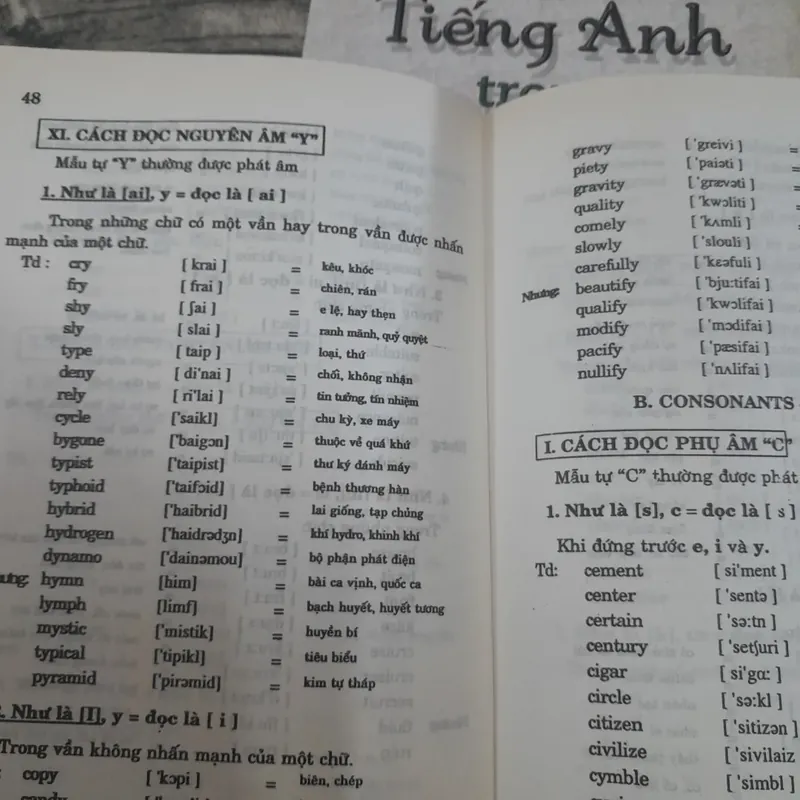 Tiếng Anh
48
XI. CÁCH ĐỌC NGUYÊN ÂM "Y"
Mẫu tự "Y" thường được phát âm
1. Như là [ai], y = đọc là [ ai ]
Trong những chữ có một vần hay trong vần được nhấn
mạnh của một chữ.
Td : cry [ krai ] = kêu, khóc
fry [ frai ] = chiên, rán
shy [ ʃai ] = e lệ, hay thẹn
sly [ slai ] = ranh mãnh, quỷ quyệt
type [ taip ] = loại, thứ
deny [ di'nai ] = chối, không nhận
rely [ ri'lai ] = tin tưởng, tín nhiệm
cycle ['saikl] = chu kỳ, xe máy
bygone ['baigɔn] = thuộc về quá khứ
typist ['taipist] = thư ký đánh máy
typhoid ['taifɔid] = bệnh thương hàn
hybrid ['haibrid] = lai giống, tạp chủng
hydrogen ['haidrədʒn] = khí hydro, khinh khí
dynamo ['dainəmou] = bộ phận phát điện
hymn [him] = bài ca vịnh, quốc ca
lymph [limf] = bạch huyết, huyết tương
mystic ['mistik] = huyền bí
typical ['tipikl] = tiêu biểu
pyramid ['pirəmid] = kim tự tháp
Như là [I], y = đọc là [ i ]
Trong vần không nhấn mạnh của một chữ.
copy [ 'kɔpi ] = biên, chép
gravy [ 'greivi ] =
piety [ 'paiəti ] =
gravity [ 'grævəti ] =
quality [ 'kwɔliti ] =
comely [ 'kʌmli ]
slowly [ 'slouli ]
carefully [ 'kɛəfuli ]
Nhưng: beautify [ 'bju:tifai ]
qualify [ 'kwɔlifai ]
modify [ 'mɔdifai ]
pacify [ 'pæsifai ]
nullify [ 'nʌlifai ]
B. CONSONANTS
I. CÁCH ĐỌC PHỤ ÂM "C"
Mẫu tự "C" thường được phát
1. Như là [s], c = đọc là [ s ]
Khi đứng trước e, i và y.
Td: cement [ si'ment ]
center [ 'sentə ]
certain [ 'sə:tn ]
century [ 'setʃuri ]
cigar [ si'gɑ: ]
circle [ 'sə:kl ]
citizen [ 'sitizən ]
civilize [ 'sivilaiz
cymble [ 'simbl ]